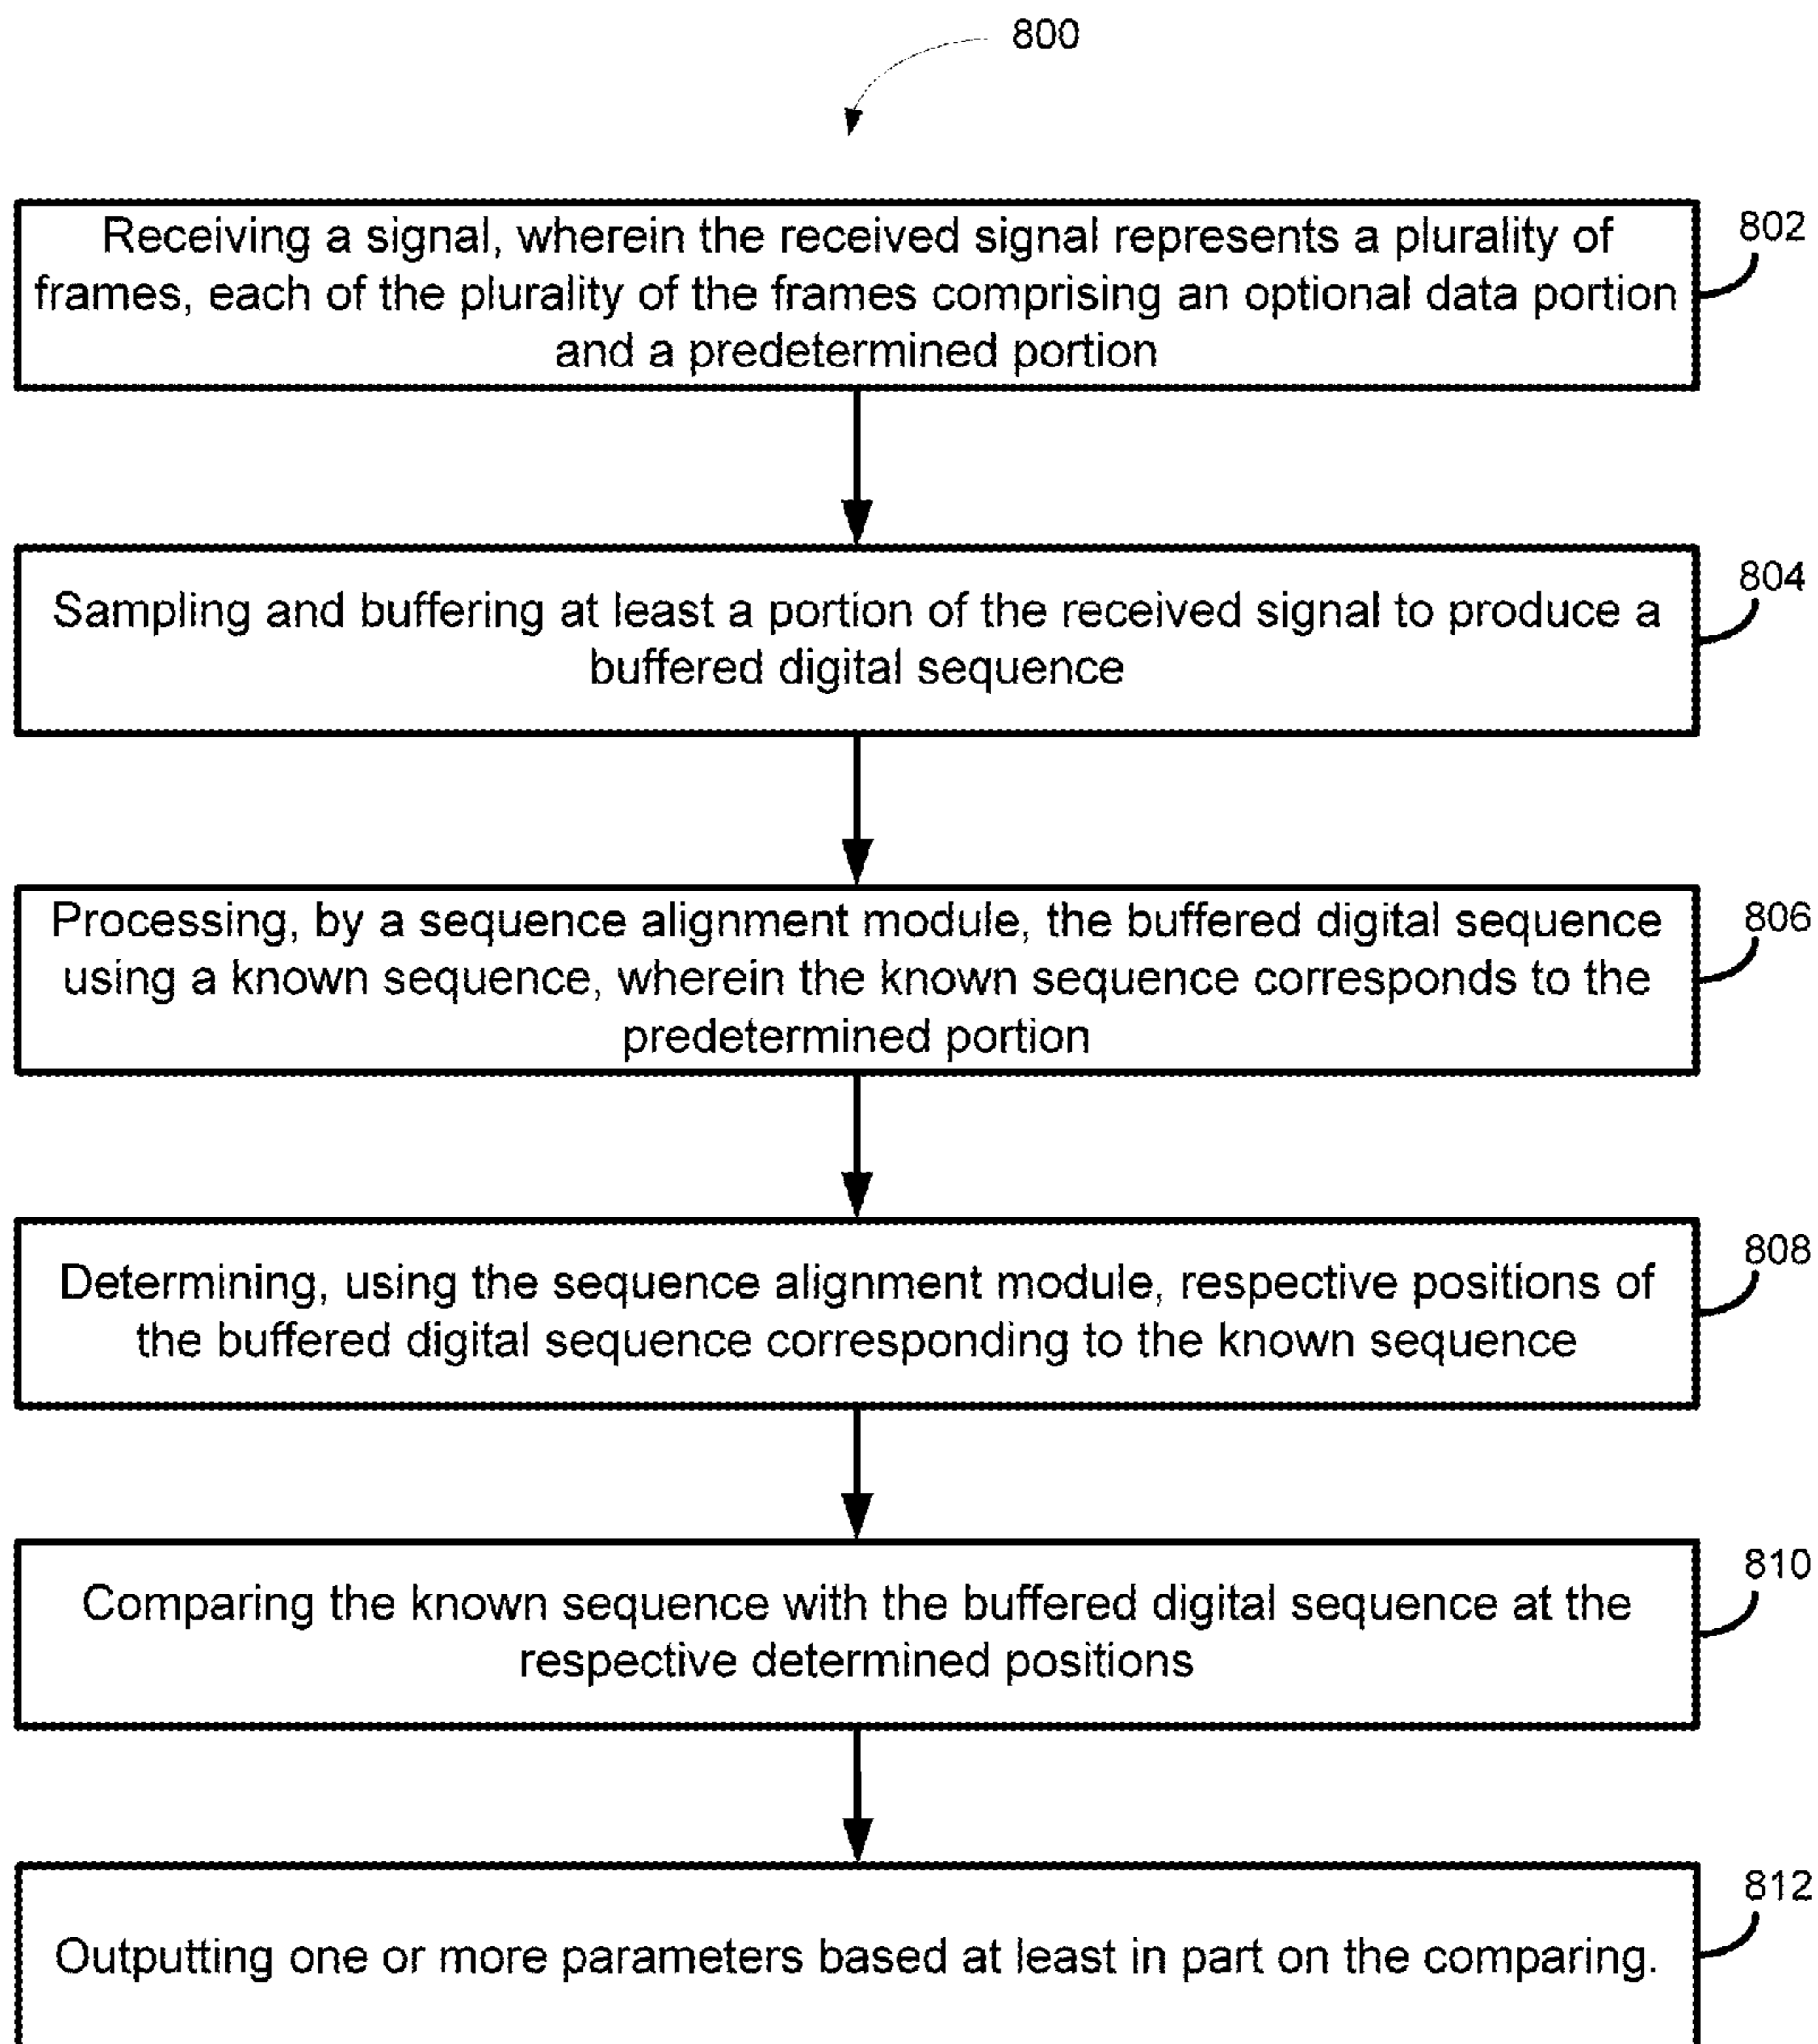 800
Receiving a signal, wherein the received signal represents a plurality of
frames, each of the plurality of the frames comprising an optional data portion
and a predetermined portion
802
Sampling and buffering at least a portion of the received signal to produce a
buffered digital sequence
804
Processing, by a sequence alignment module, the buffered digital sequence
using a known sequence, wherein the known sequence corresponds to the
predetermined portion
806
Determining, using the sequence alignment module, respective positions of
the buffered digital sequence corresponding to the known sequence
808
Comparing the known sequence with the buffered digital sequence at the
respective determined positions
810
Outputting one or more parameters based at least in part on the comparing.
812